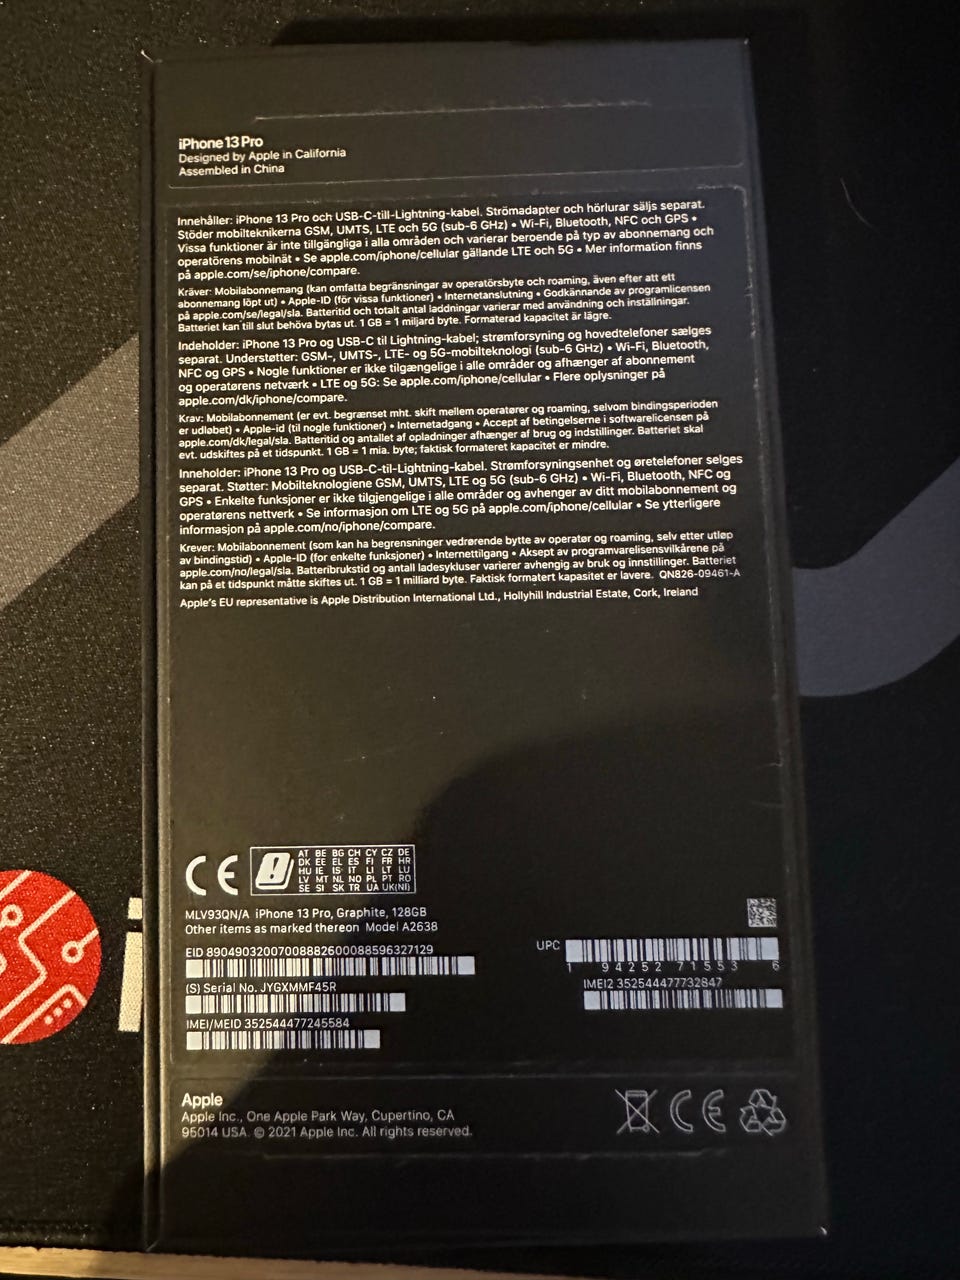 iPhone 13 Pro
Designed by Apple in California
Assembled in China
Innehåller: iPhone 13 Pro och USB-C-till-Lightning-kabel. Strömadapter och hörlurar säljs separat.
Stöder mobilteknikerna GSM, UMTS, LTE och 5G (sub-6 GHz) • Wi-Fi, Bluetooth, NFC och GPS •
Vissa funktioner är inte tillgängliga i alla områden och varierar beroende på typ av abonnemang och
operatörens mobilnät • Se apple.com/iphone/cellular gällande LTE och 5G • Mer information finns
på apple.com/se/iphone/compare.
Kräver: Mobilabonnemang (kan omfatta begränsningar av operatörsbyte och roaming, även efter att ett
abonnemang löpt ut) • Apple-ID (för vissa funktioner) • Internetanslutning • Godkännande av programlicensen
på apple.com/se/legal/sla. Batteritid och totalt antal laddningar varierar med användning och inställningar.
Batteriet kan till slut behöva bytas ut. 1 GB = 1 miljard byte. Formaterad kapacitet är lägre.
Indeholder: iPhone 13 Pro og USB-C til Lightning-kabel; strømforsyning og hovedtelefoner sælges
separat. Understøtter: GSM-, UMTS-, LTE- og 5G-mobilteknologi (sub-6 GHz) • Wi-Fi, Bluetooth,
NFC og GPS • Nogle funktioner er ikke tilgængelige i alle områder og afhænger af abonnement
og operatørens netværk • LTE og 5G: Se apple.com/iphone/cellular • Flere oplysninger på
apple.com/dk/iphone/compare.
Krav: Mobilabonnement (er evt. begrænset mht. skift mellem operatører og roaming, selvom bindingsperioden
er udløbet) • Apple-id (til nogle funktioner) • Internetadgang • Accept af betingelserne i softwarelicensen på
apple.com/dk/legal/sla. Batteritid og antallet af opladninger afhænger af brug og indstillinger. Batteriet skal
evt. udskiftes på et tidspunkt. 1 GB = 1 mia. byte; faktisk formateret kapacitet er mindre.
Inneholder: iPhone 13 Pro og USB-C-til-Lightning-kabel. Strømforsyningsenhet og øretelefoner selges
separat. Støtter: Mobilteknologiene GSM, UMTS, LTE og 5G (sub-6 GHz) • Wi-Fi, Bluetooth, NFC og
GPS • Enkelte funksjoner er ikke tilgjengelige i alle områder og avhenger av ditt mobilabonnement og
operatørens nettverk • Se informasjon om LTE og 5G på apple.com/iphone/cellular • Se ytterligere
informasjon på apple.com/no/iphone/compare.
Krever: Mobilabonnement (som kan ha begrensninger vedrørende bytte av operatør og roaming, selv etter utløp
av bindingstid) • Apple-ID (for enkelte funksjoner) • Internettilgang • Aksept av programvarelisensvilkårene på
apple.com/no/legal/sla. Batteribrukstid og antall ladesykluser varierer avhengig av bruk og innstillinger. Batteriet
kan på et tidspunkt måtte skiftes ut. 1 GB = 1 milliard byte. Faktisk formatert kapasitet er lavere. QN826-09461-A
Apple's EU representative is Apple Distribution International Ltd., Hollyhill Industrial Estate, Cork, Ireland
CE
AT BE BG CH CY CZ DE
DK EE EL ES FI FR HR
HU IE IS IT LI LT LU
LV MT NL NO PL PT RO
SE SI SK TR UA UK(NI)
MLV93QN/A iPhone 13 Pro, Graphite, 128GB
Other items as marked thereon Model A2638
EID 89049032007008882600088596327129
UPC
1 94252 71553 6
(S) Serial No. JYGXMMF45R
IMEI2 352544477732847
IMEI/MEID 352544477245584
Apple
Apple Inc., One Apple Park Way, Cupertino, CA
95014 USA. © 2021 Apple Inc. All rights reserved.
CE